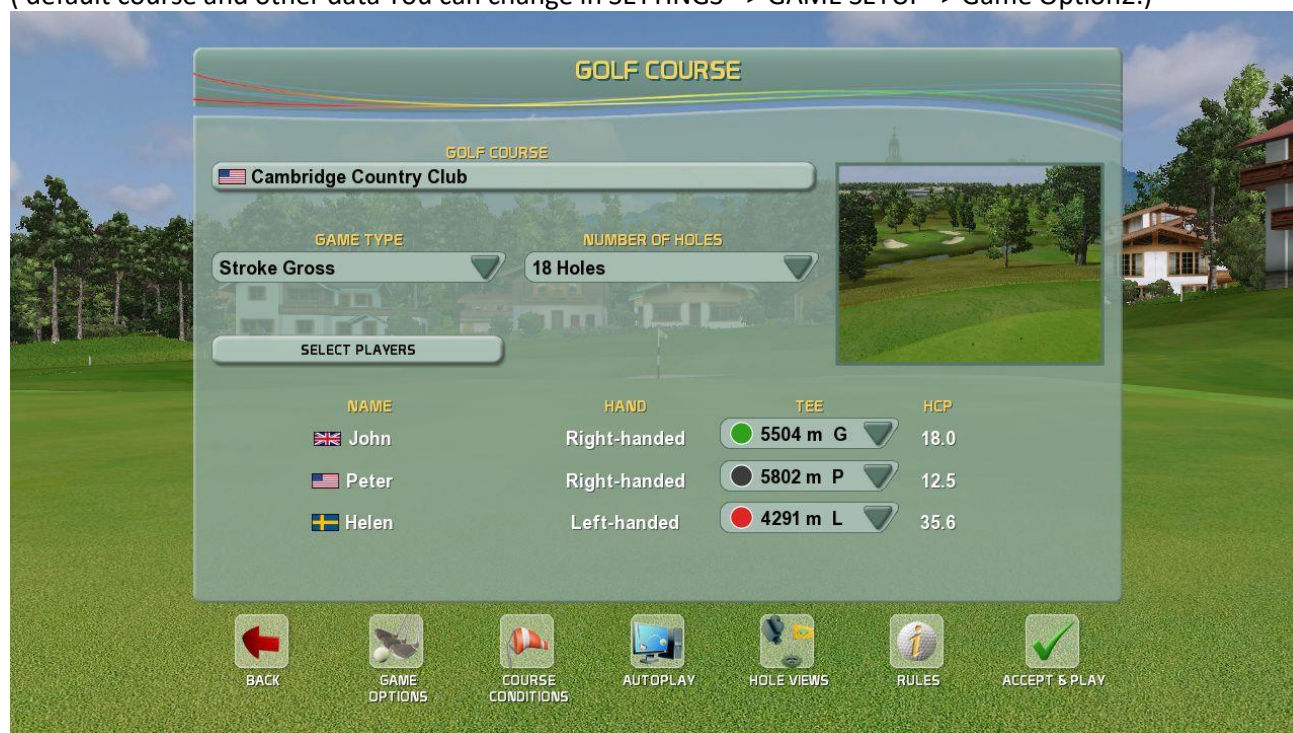 ( default course and other data You can change in SETTINGS -> GAME SETUP -> Game Option2.)
GOLF COURSE
GOLF COURSE
Cambridge Country Club
GAME TYPE NUMBER OF HOLES
Stroke Gross 18 Holes
SELECT PLAYERS
NAME HAND TEE HCP
John Right-handed 5504 m G 18.0
Peter Right-handed 5802 m P 12.5
Helen Left-handed 4291 m L 35.6
BACK GAME OPTIONS COURSE CONDITIONS AUTOPLAY HOLE VIEWS RULES ACCEPT & PLAY